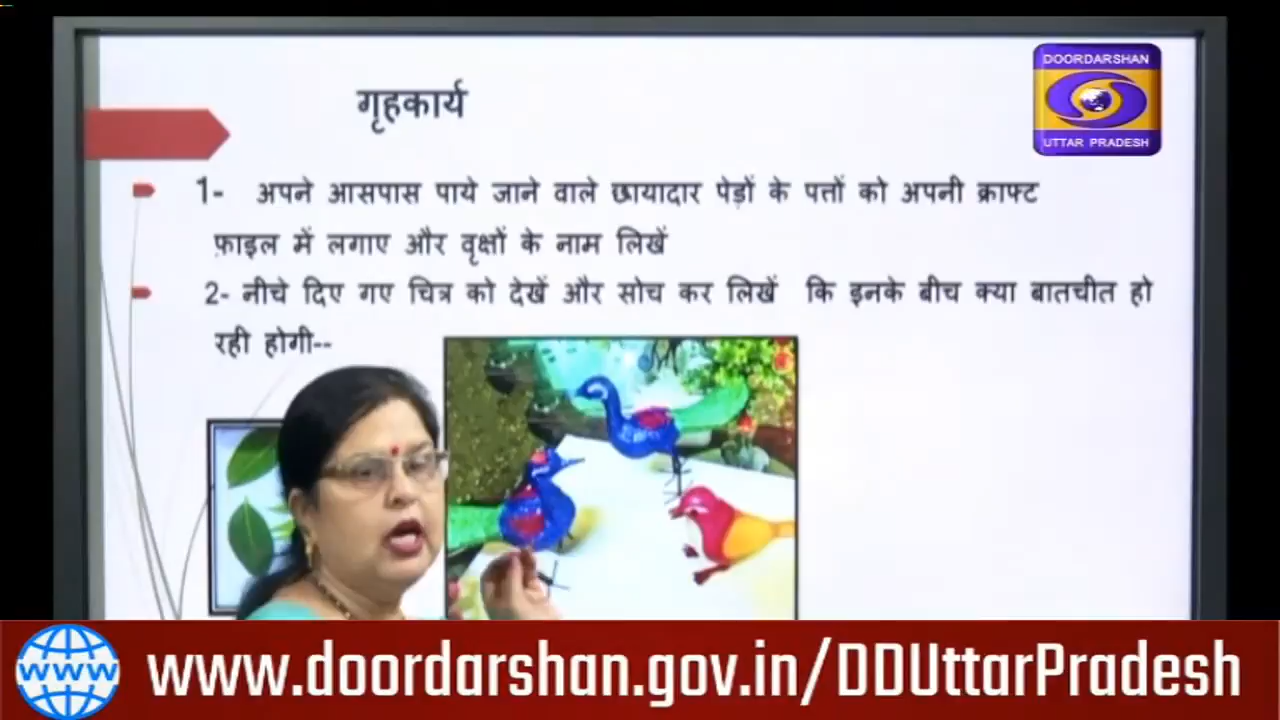 DOORDARSHAN
UTTAR PRADESH
गृहकार्य
1- अपने आसपास पाये जाने वाले छायादार पेड़ों के पत्तों को अपनी क्राफ्ट
फ़ाइल में लगाए और वृक्षों के नाम लिखें
2- नीचे दिए गए चित्र को देखें और सोच कर लिखें कि इनके बीच क्या बातचीत हो
रही होगी--
www
www.doordarshan.gov.in/DDUttarPradesh